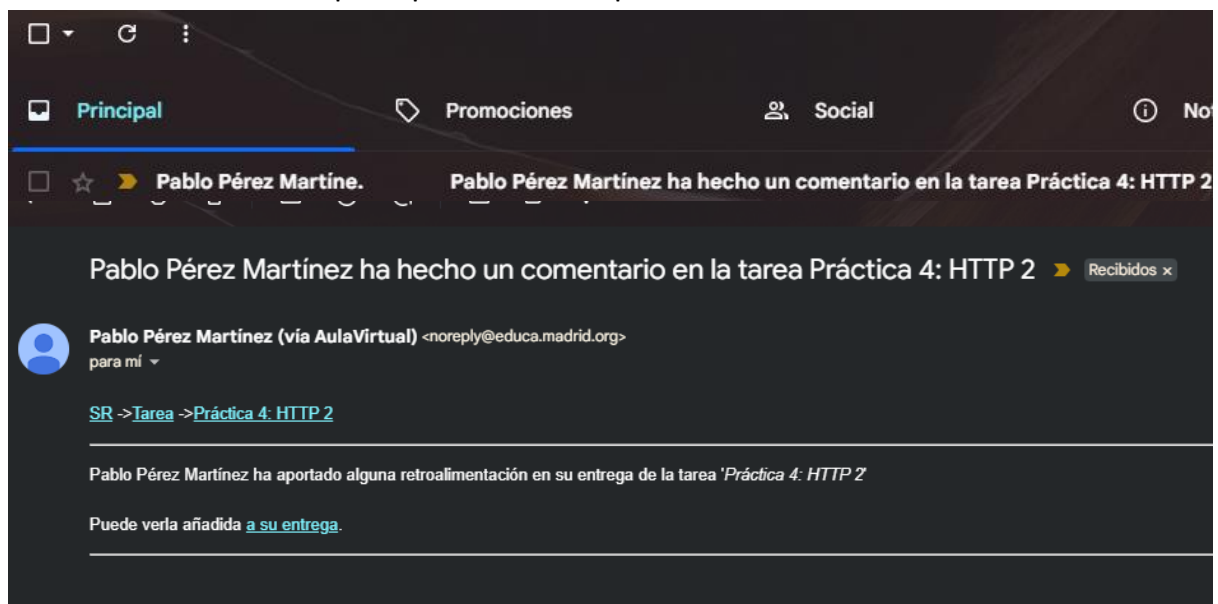 Principal
Promociones
Social
Pablo Pérez Martíne.
Pablo Pérez Martínez ha hecho un comentario en la tarea Práctica 4: HTTP 2
Pablo Pérez Martínez ha hecho un comentario en la tarea Práctica 4: HTTP 2
Recibidos x
Pablo Pérez Martínez (vía AulaVirtual) <noreply@educa.madrid.org>
para mí
SR ->Tarea ->Práctica 4: HTTP 2
Pablo Pérez Martínez ha aportado alguna retroalimentación en su entrega de la tarea 'Práctica 4: HTTP 2'
Puede verla añadida a su entrega.